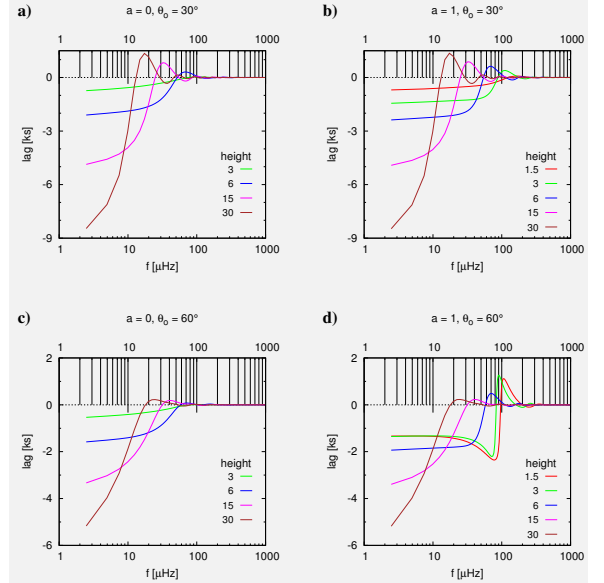 a) a = 0, θo = 30°
1 10 100 1000
0
-3
-6
-9
lag [ks]
height
3
6
15
30
1 10 100 1000
f [μHz]
b) a = 1, θo = 30°
1 10 100 1000
0
-3
-6
-9
lag [ks]
height
1.5
3
6
15
30
1 10 100 1000
f [μHz]
c) a = 0, θo = 60°
1 10 100 1000
2
0
-2
-4
-6
lag [ks]
height
3
6
15
30
1 10 100 1000
f [μHz]
d) a = 1, θo = 60°
1 10 100 1000
2
0
-2
-4
-6
lag [ks]
height
1.5
3
6
15
30
1 10 100 1000
f [μHz]